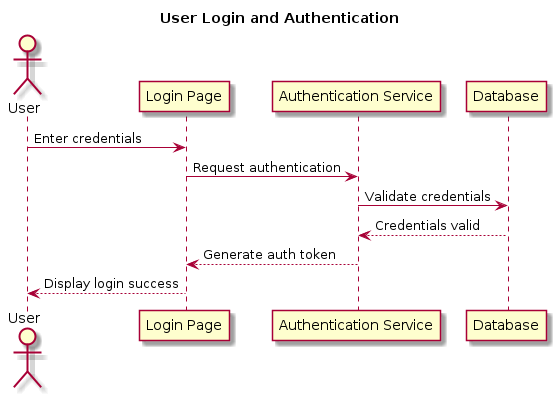 User Login and Authentication
User
Login Page
Authentication Service
Database
Enter credentials
Request authentication
Validate credentials
Credentials valid
Generate auth token
Display login success
User
Login Page
Authentication Service
Database